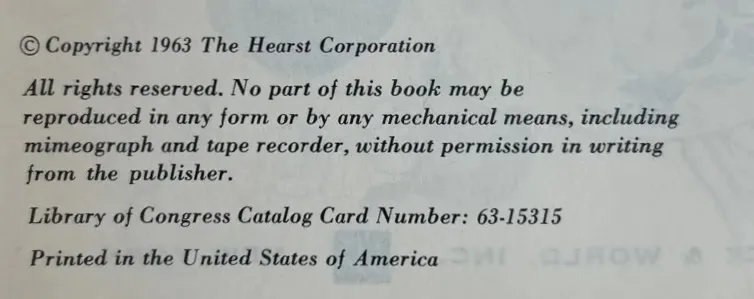 © Copyright 1963 The Hearst Corporation
All rights reserved. No part of this book may be
reproduced in any form or by any mechanical means, including
mimeograph and tape recorder, without permission in writing
from the publisher.
Library of Congress Catalog Card Number: 63-15315
Printed in the United States of America